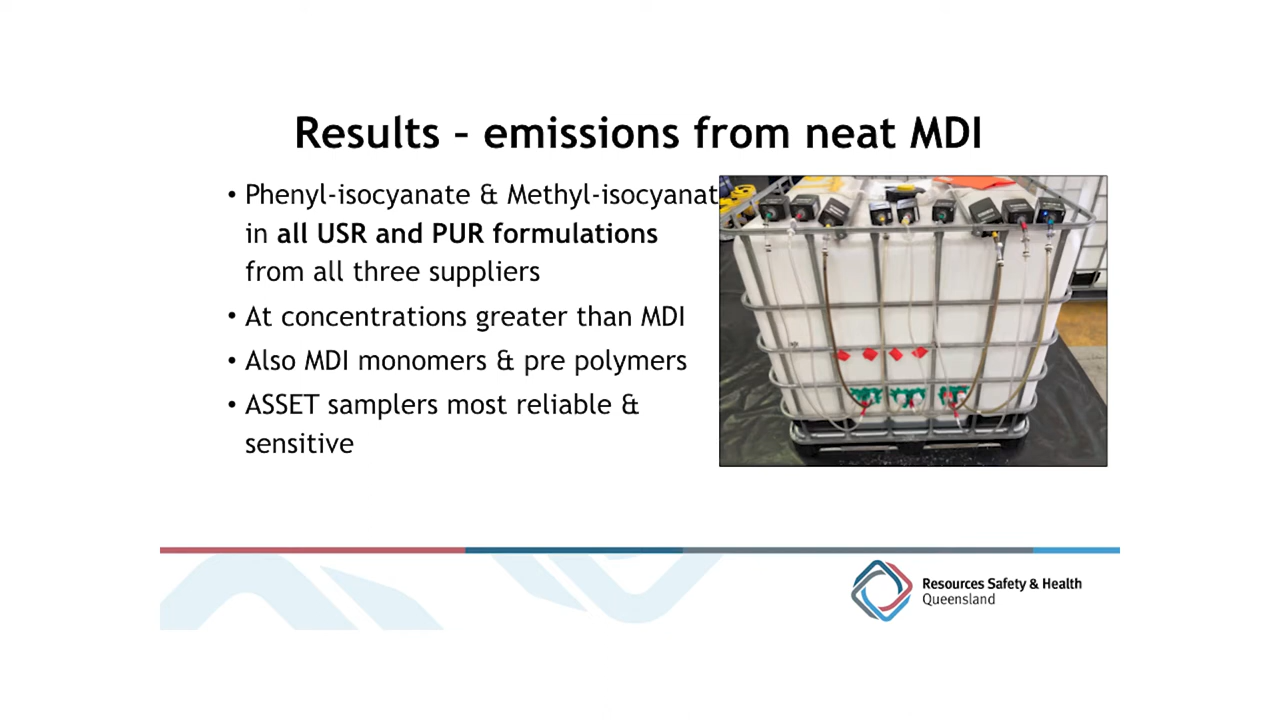 Results – emissions from neat MDI
• Phenyl-isocyanate & Methyl-isocyanat
in all USR and PUR formulations
from all three suppliers
• At concentrations greater than MDI
• Also MDI monomers & pre polymers
• ASSET samplers most reliable &
sensitive
Resources Safety & Health
Queensland